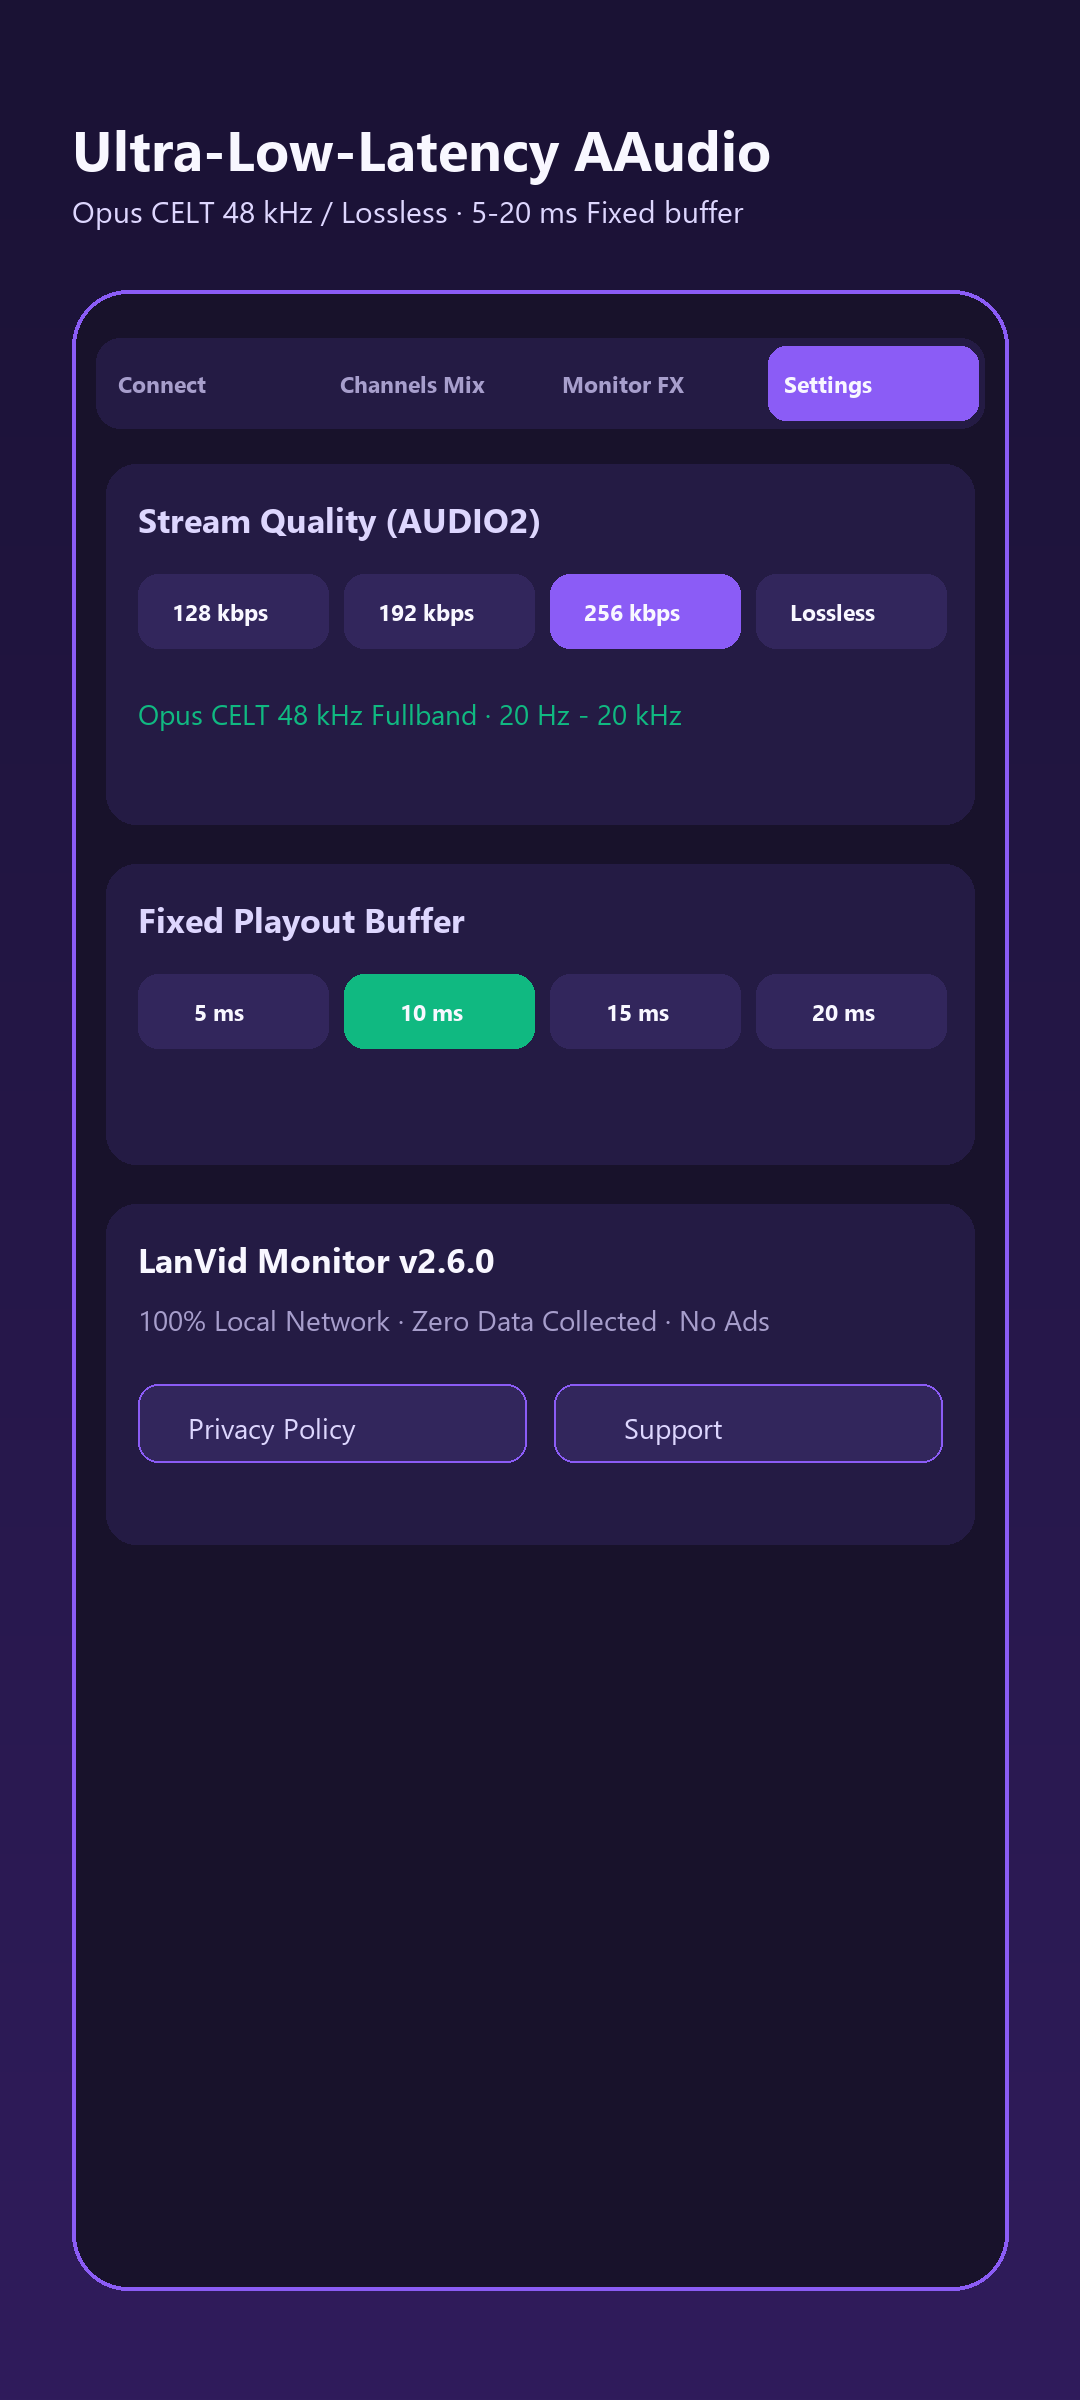 Ultra-Low-Latency AAudio
Opus CELT 48 kHz / Lossless · 5-20 ms Fixed buffer
Connect Channels Mix Monitor FX Settings
Stream Quality (AUDIO2)
128 kbps 192 kbps 256 kbps Lossless
Opus CELT 48 kHz Fullband · 20 Hz - 20 kHz
Fixed Playout Buffer
5 ms 10 ms 15 ms 20 ms
LanVid Monitor v2.6.0
100% Local Network · Zero Data Collected · No Ads
Privacy Policy Support